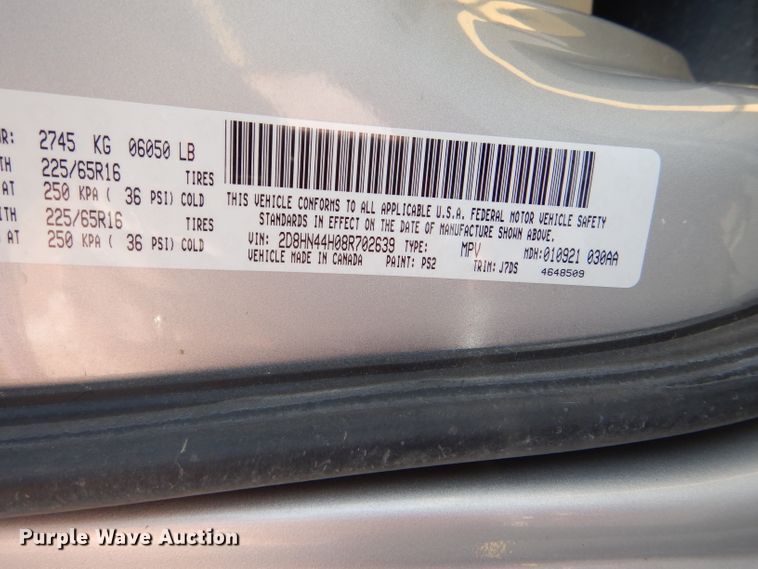 R: 2745 KG 06050 LB
TH 225/65R16 TIRES
AT 250 KPA ( 36 PSI) COLD
ITH 225/65R16 TIRES
S AT 250 KPA ( 36 PSI) COLD
THIS VEHICLE CONFORMS TO ALL APPLICABLE U.S.A. FEDERAL MOTOR VEHICLE SAFETY
STANDARDS IN EFFECT ON THE DATE OF MANUFACTURE SHOWN ABOVE.
VIN: 2D8HN44H08R702639 TYPE: MPV MDH:010921 030AA
VEHICLE MADE IN CANADA PAINT: PS2 TRIM: J7DS 4648509
Purple Wave Auction